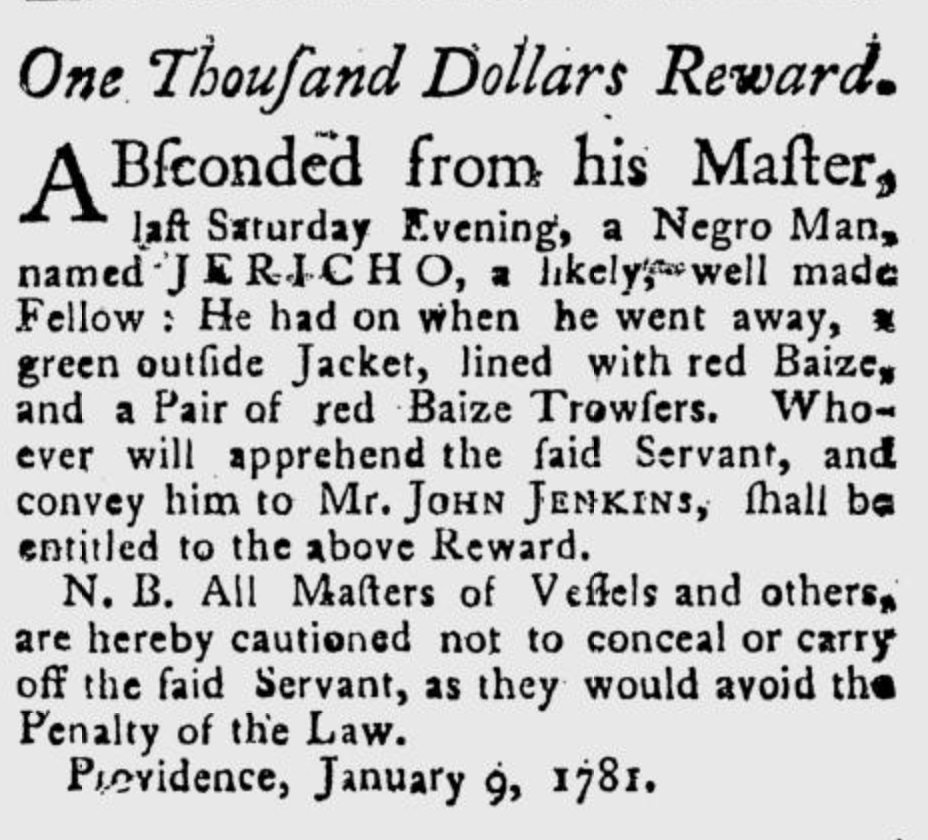 One Thouſand Dollars Reward.
ABſconded from his Maſter,
laſt Saturday Evening, a Negro Man,
named JERICHO, a likely, well made
Fellow : He had on when he went away, a
green outſide Jacket, lined with red Baize,
and a Pair of red Baize Trowſers. Who-
ever will apprehend the ſaid Servant, and
convey him to Mr. JOHN JENKINS, ſhall be
entitled to the above Reward.
N. B. All Maſters of Veſſels and others,
are hereby cautioned not to conceal or carry
off the ſaid Servant, as they would avoid the
Penalty of the Law.
Providence, January 9, 1781.